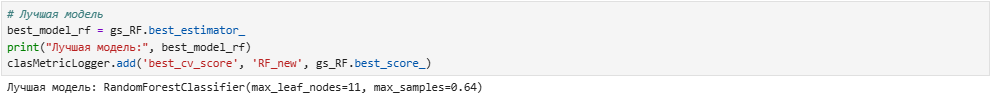 # Лучшая модель
best_model_rf = gs_RF.best_estimator_
print("Лучшая модель:", best_model_rf)
clasMetricLogger.add('best_cv_score', 'RF_new', gs_RF.best_score_)
Лучшая модель: RandomForestClassifier(max_leaf_nodes=11, max_samples=0.64)